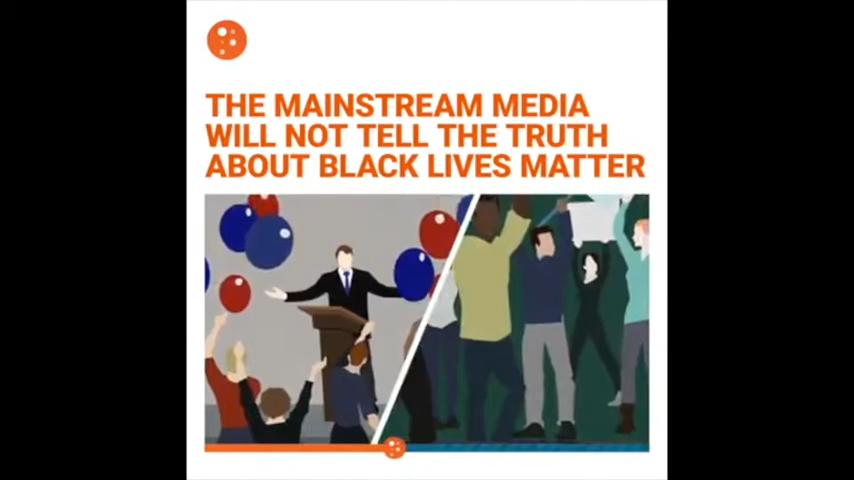 THE MAINSTREAM MEDIA
WILL NOT TELL THE TRUTH
ABOUT BLACK LIVES MATTER